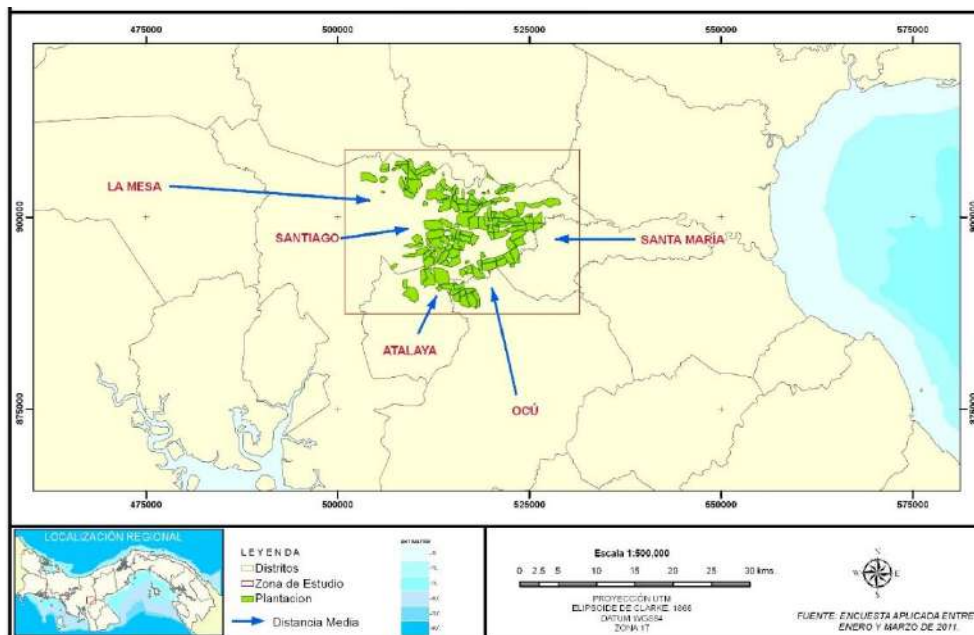 475000 500000 525000 550000 575000
LA MESA
900000 900000
SANTIAGO
SANTA MARÍA
ATALAYA
OCÚ
875000 875000
475000 500000 525000 550000 575000
LOCALIZACIÓN REGIONAL
LEYENDA
Distritos
Zona de Estudio
Plantacion
Distancia Media
Escala 1:500,000
0 2.5 5 10 15 20 25 30 kms.
PROYECCIÓN UTM
ELIPSOIDE DE CLARKE, 1866
DATUM WGS84
ZONA 17
N
W E
S
FUENTE: ENCUESTA APLICADA ENTRE
ENERO Y MARZO DE 2011.